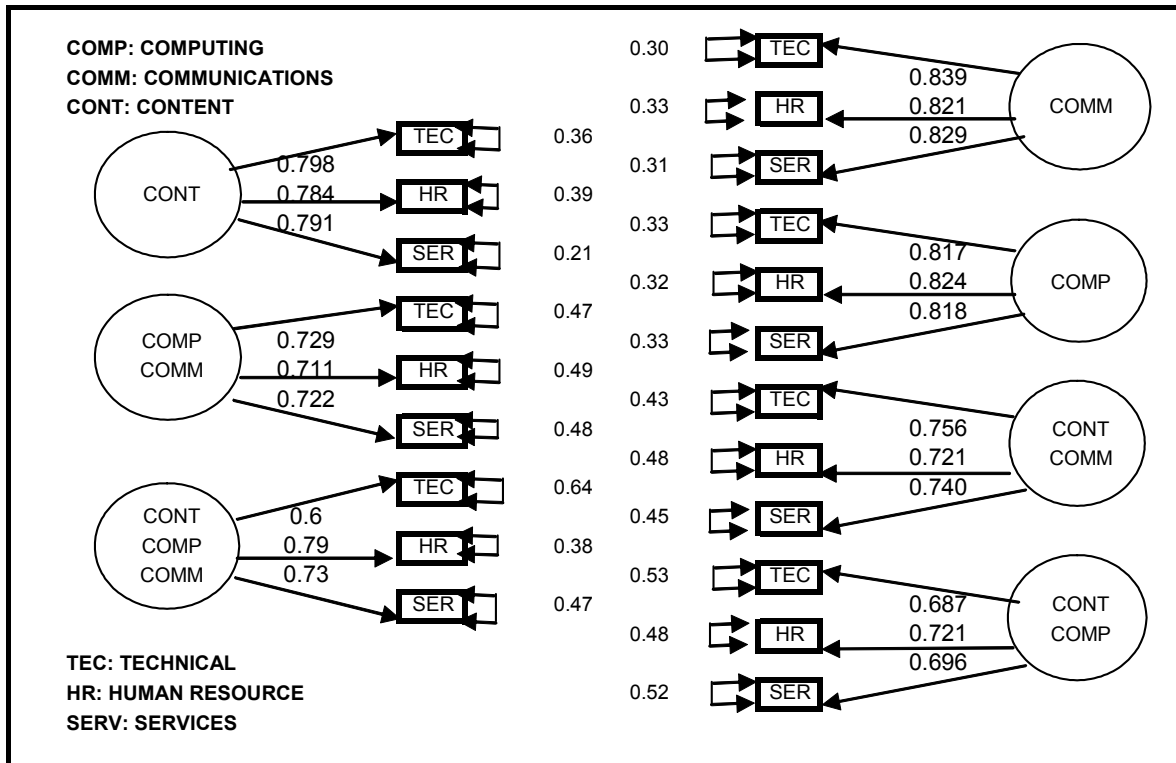 COMP: COMPUTING
COMM: COMMUNICATIONS
CONT: CONTENT
CONT
0.798
0.784
0.791
TEC
0.36
HR
0.39
SER
0.21
COMP
COMM
0.729
0.711
0.722
TEC
0.47
HR
0.49
SER
0.48
CONT
COMP
COMM
0.6
0.79
0.73
TEC
0.64
HR
0.38
SER
0.47
TEC: TECHNICAL
HR: HUMAN RESOURCE
SERV: SERVICES
0.30
TEC
0.33
HR
0.31
SER
0.839
0.821
0.829
COMM
0.33
TEC
0.32
HR
0.33
SER
0.817
0.824
0.818
COMP
0.43
TEC
0.48
HR
0.45
SER
0.756
0.721
0.740
CONT
COMM
0.53
TEC
0.48
HR
0.52
SER
0.687
0.721
0.696
CONT
COMP